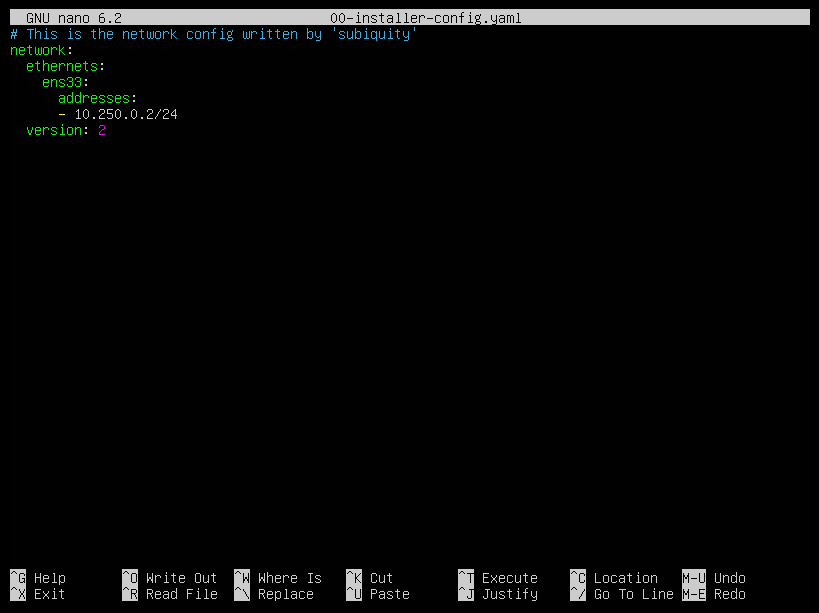 GNU nano 6.2 00-installer-config.yaml
# This is the network config written by 'subiquity'
network:
  ethernets:
    ens33:
      addresses:
      - 10.250.0.2/24
  version: 2
^G Help ^O Write Out ^W Where Is ^K Cut ^T Execute ^C Location M-U Undo
^X Exit ^R Read File ^\ Replace ^U Paste ^J Justify ^/ Go To Line M-E Redo